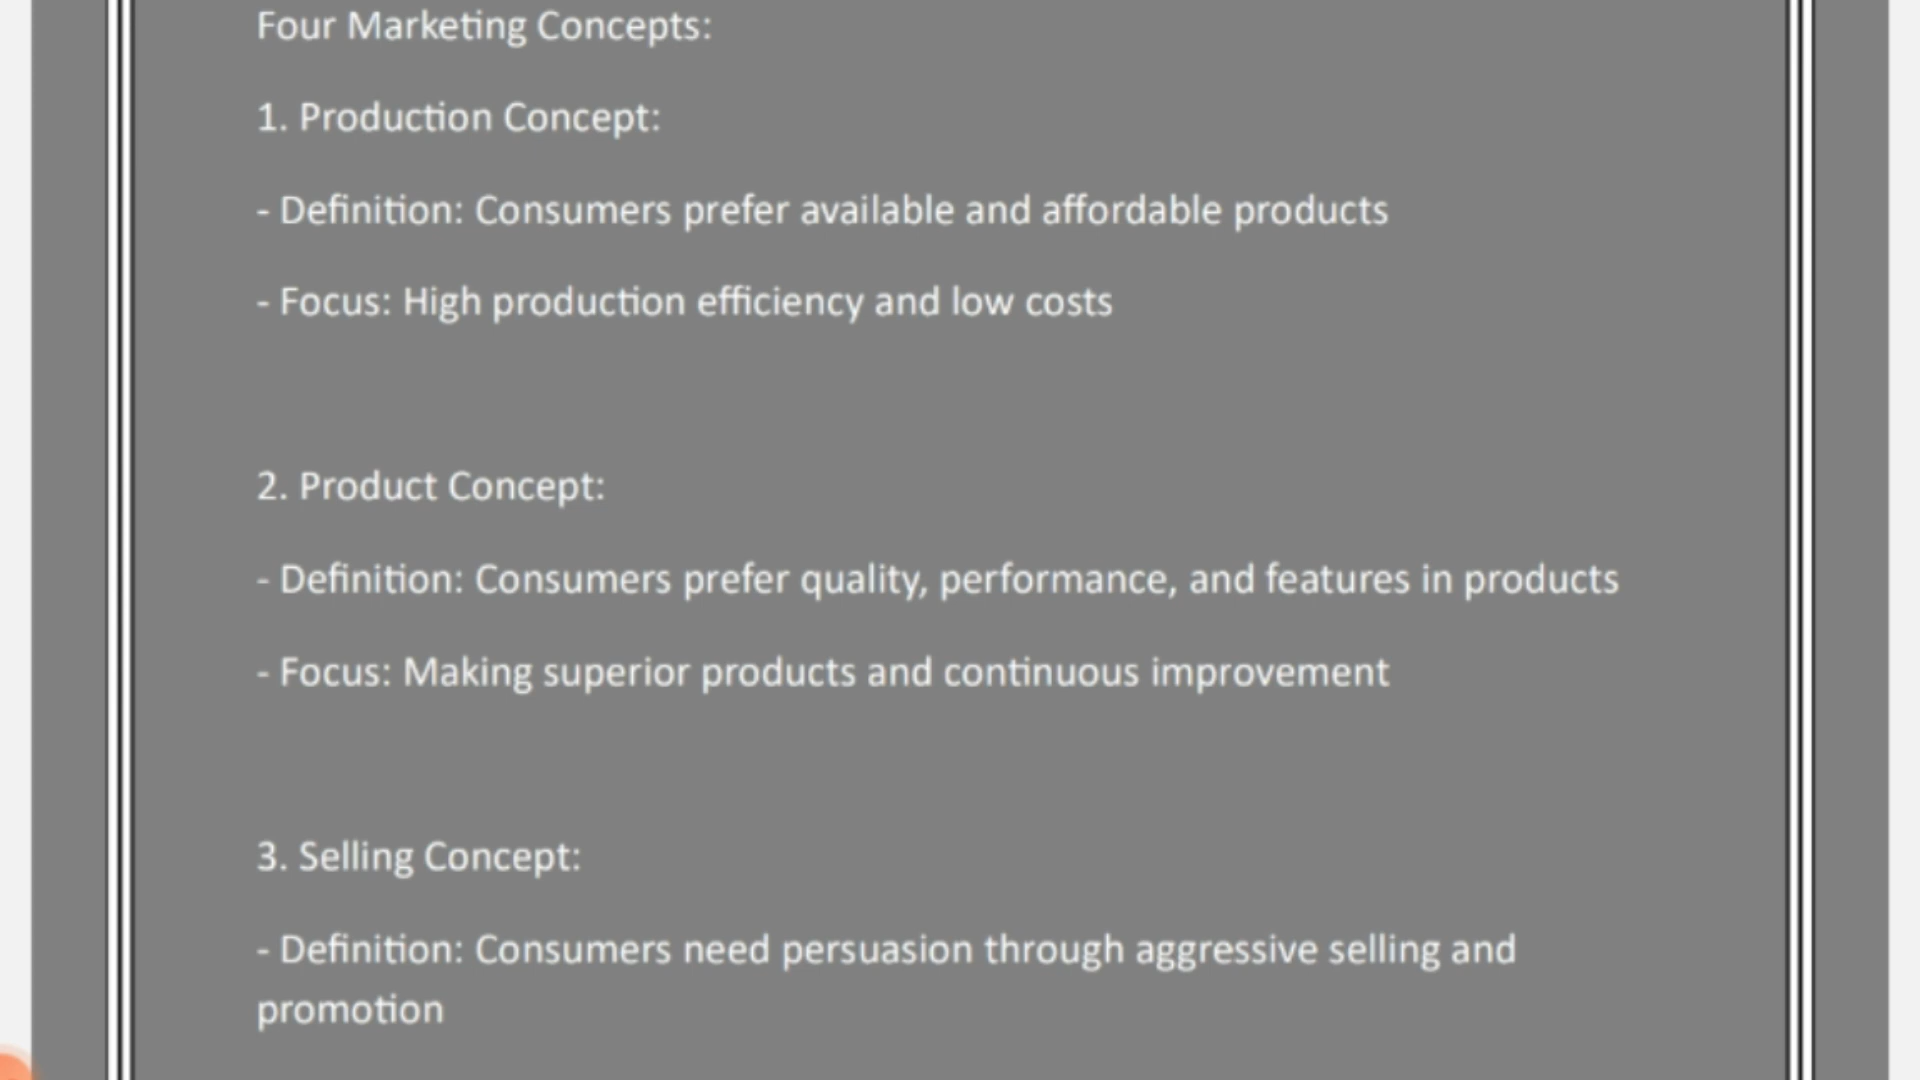 Four Marketing Concepts:
1. Production Concept:
- Definition: Consumers prefer available and affordable products
- Focus: High production efficiency and low costs
2. Product Concept:
- Definition: Consumers prefer quality, performance, and features in products
- Focus: Making superior products and continuous improvement
3. Selling Concept:
- Definition: Consumers need persuasion through aggressive selling and
promotion